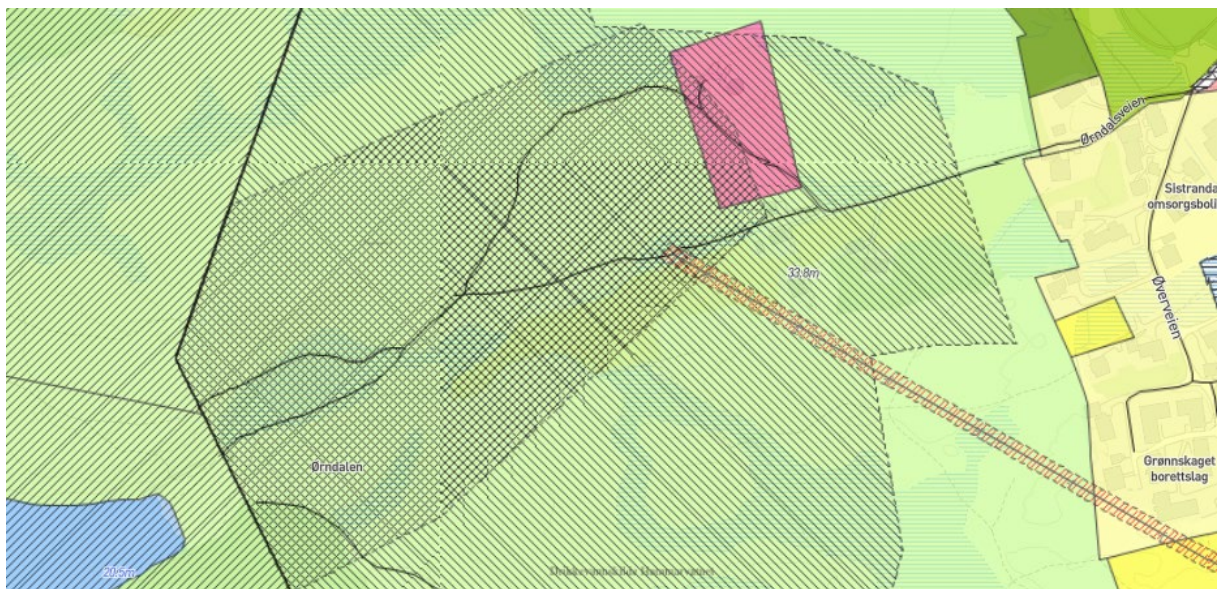 Ørndalsveien
Sistranda
omsorgsboli
33,8m
Øverveien
Ørndalen
Grønnskaget
borettslag
20,5m